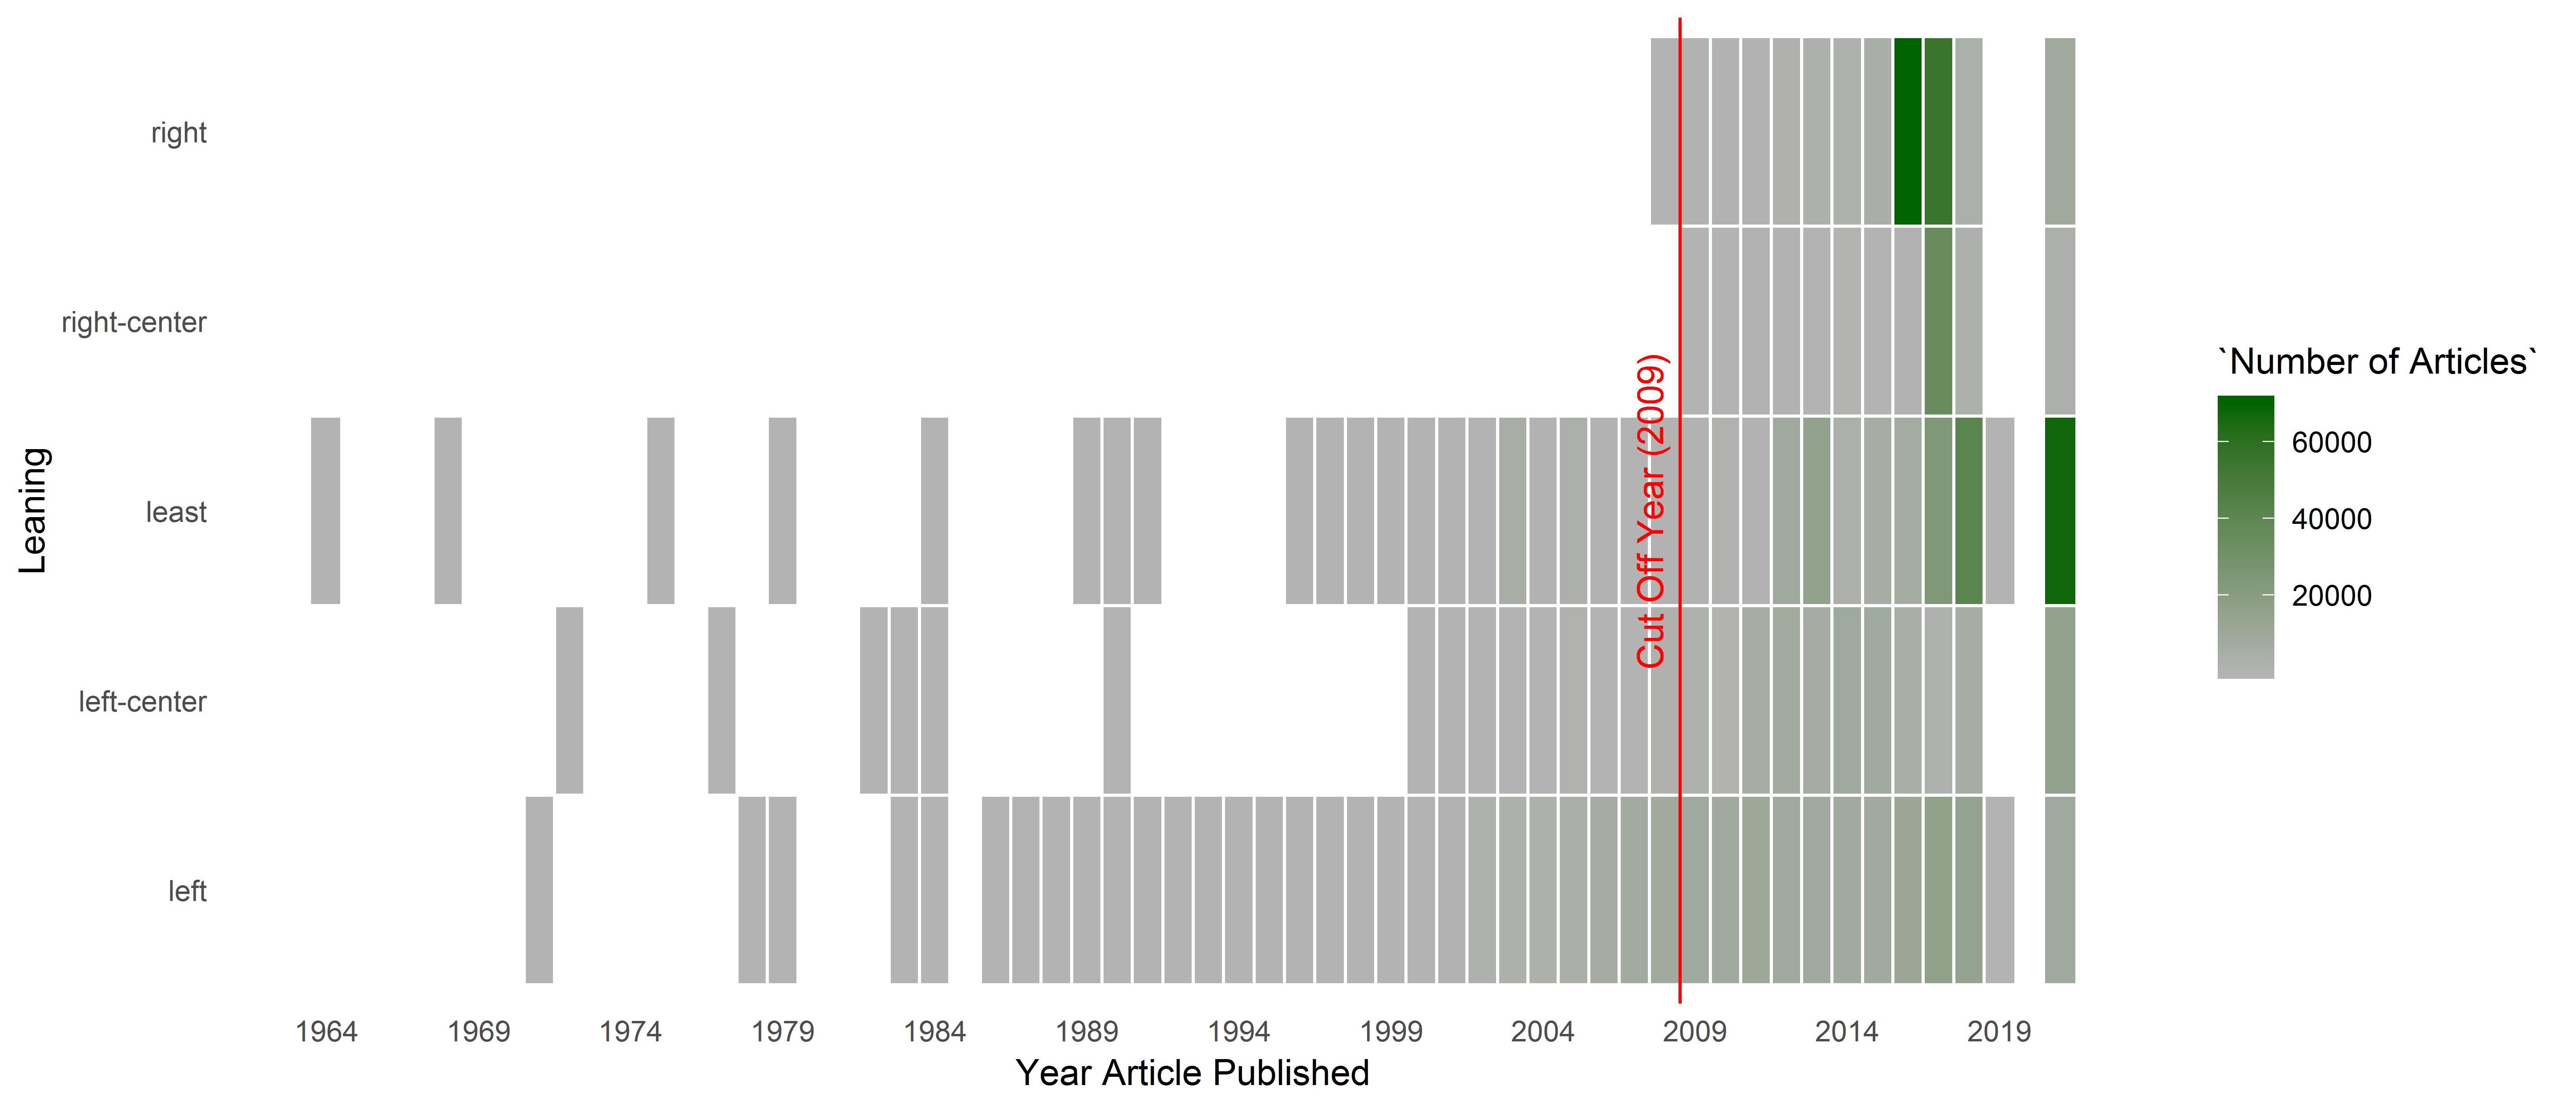 right
right-center
least
left-center
left
Leaning
Cut Off Year (2009)
1964 1969 1974 1979 1984 1989 1994 1999 2004 2009 2014 2019
Year Article Published
`Number of Articles`
60000
40000
20000